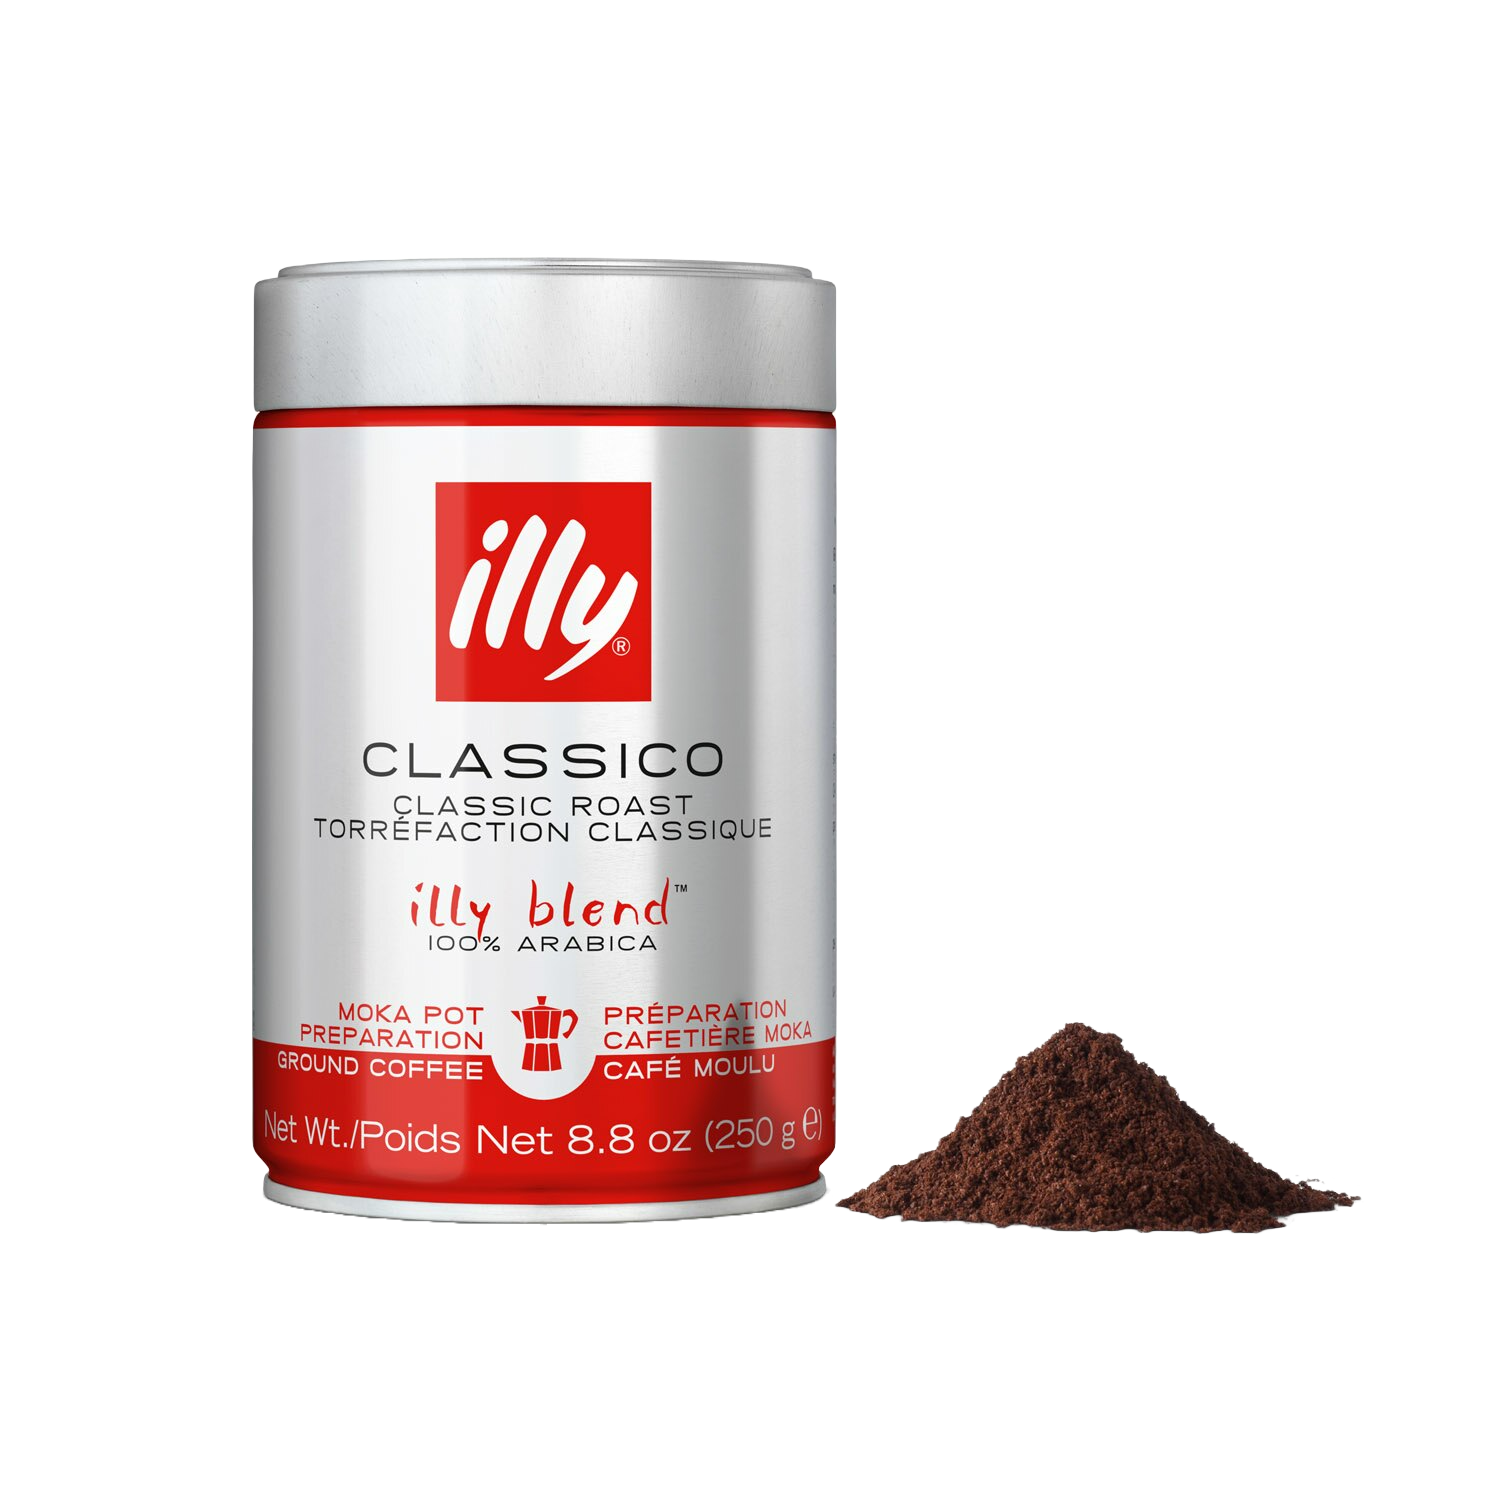 illy®
CLASSICO
CLASSIC ROAST
TORRÉFACTION CLASSIQUE
illy blend™
100% ARABICA
MOKA POT
PREPARATION
GROUND COFFEE
PRÉPARATION
CAFETIÈRE MOKA
CAFÉ MOULU
Net Wt./Poids Net 8.8 oz (250 g ℮)